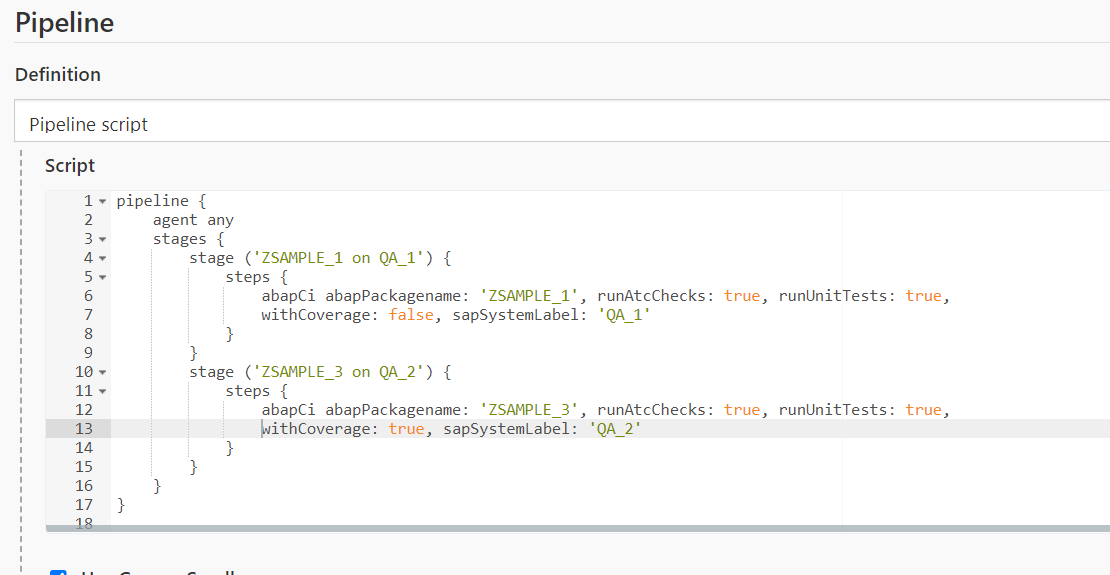 Pipeline
Definition
Pipeline script
Script
1 pipeline {
2 agent any
3 stages {
4 stage ('ZSAMPLE_1 on QA_1') {
5 steps {
6 abapCi abapPackagename: 'ZSAMPLE_1', runAtcChecks: true, runUnitTests: true,
7 withCoverage: false, sapSystemLabel: 'QA_1'
8 }
9 }
10 stage ('ZSAMPLE_3 on QA_2') {
11 steps {
12 abapCi abapPackagename: 'ZSAMPLE_3', runAtcChecks: true, runUnitTests: true,
13 withCoverage: true, sapSystemLabel: 'QA_2'
14 }
15 }
16 }
17 }
18